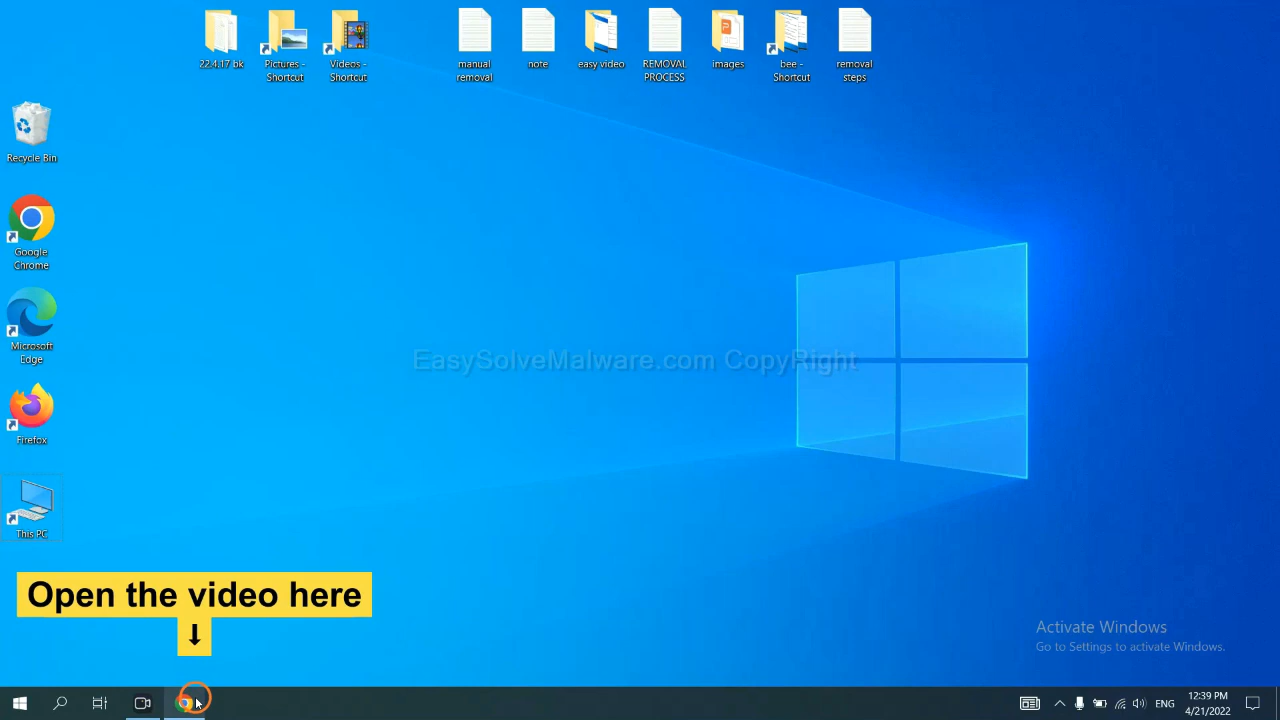 22.4.17 bk
Pictures -
Shortcut
Videos -
Shortcut
manual
removal
note
easy video
REMOVAL
PROCESS
images
bee -
Shortcut
removal
steps
Recycle Bin
Google
Chrome
Microsoft
Edge
Firefox
This PC
EasySolveMalware.com CopyRight
Open the video here
↓
Activate Windows
Go to Settings to activate Windows.
ENG
12:39 PM
4/21/2022